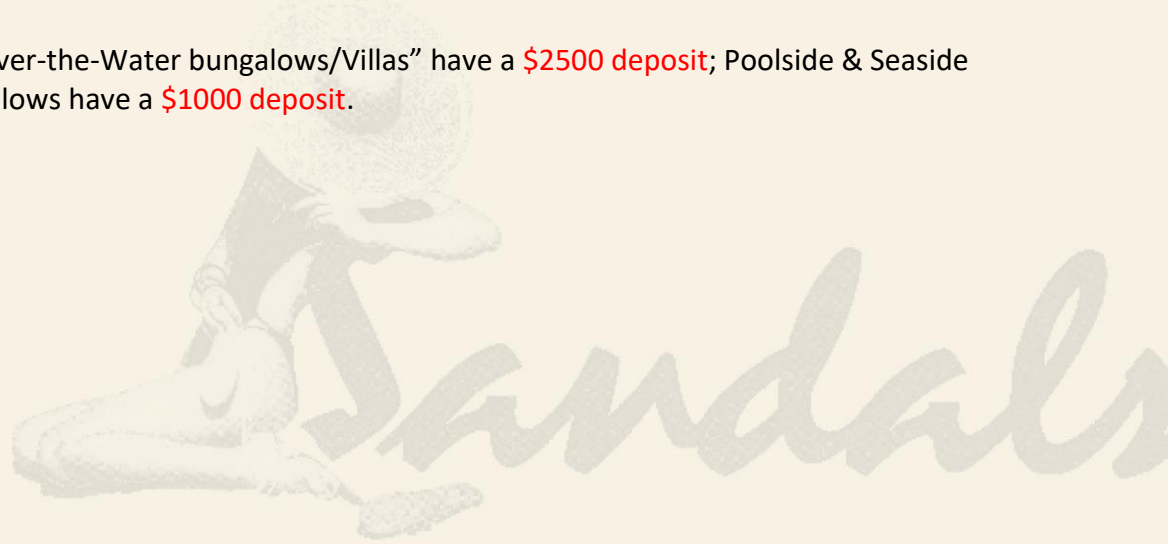 ver-the-Water bungalows/Villas” have a $2500 deposit; Poolside & Seaside
lows have a $1000 deposit.
Sandals